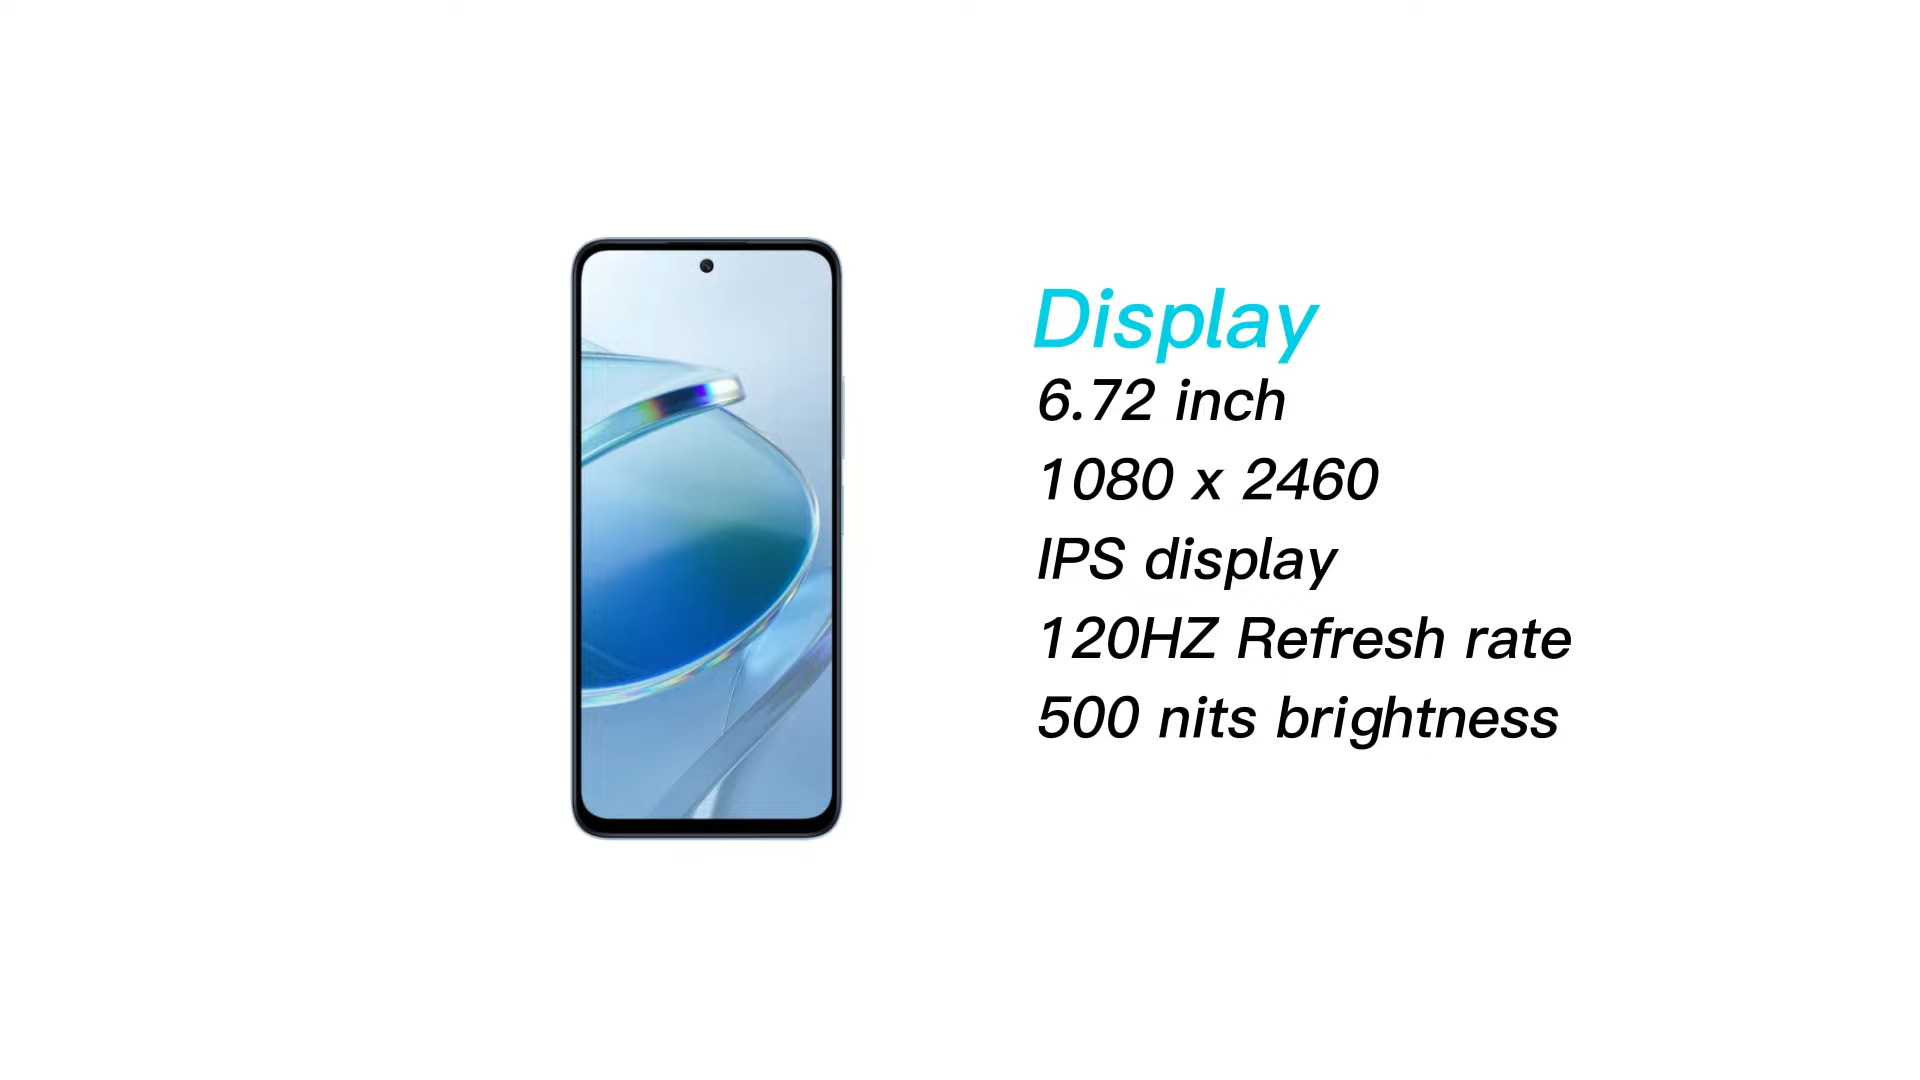 Display
6.72 inch
1080 x 2460
IPS display
120HZ Refresh rate
500 nits brightness